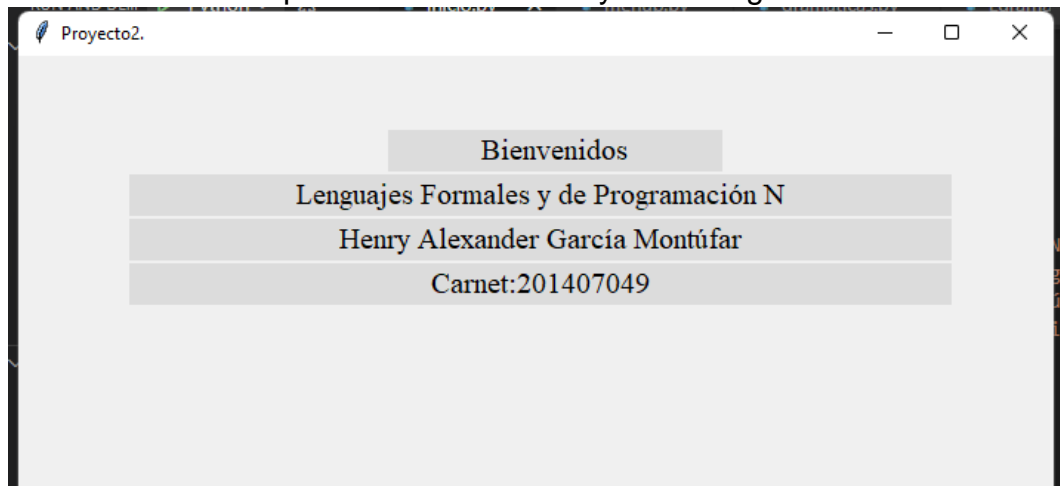 Proyecto2.
Bienvenidos
Lenguajes Formales y de Programación N
Henry Alexander García Montúfar
Carnet:201407049